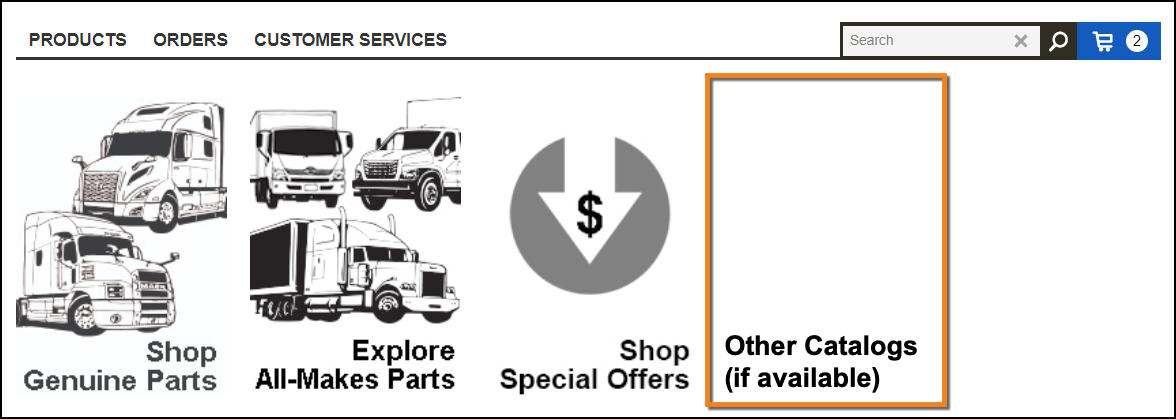 PRODUCTS ORDERS CUSTOMER SERVICES Search 2
MACK
Shop
Genuine Parts
Explore
All-Makes Parts
$
Shop
Special Offers
Other Catalogs
(if available)